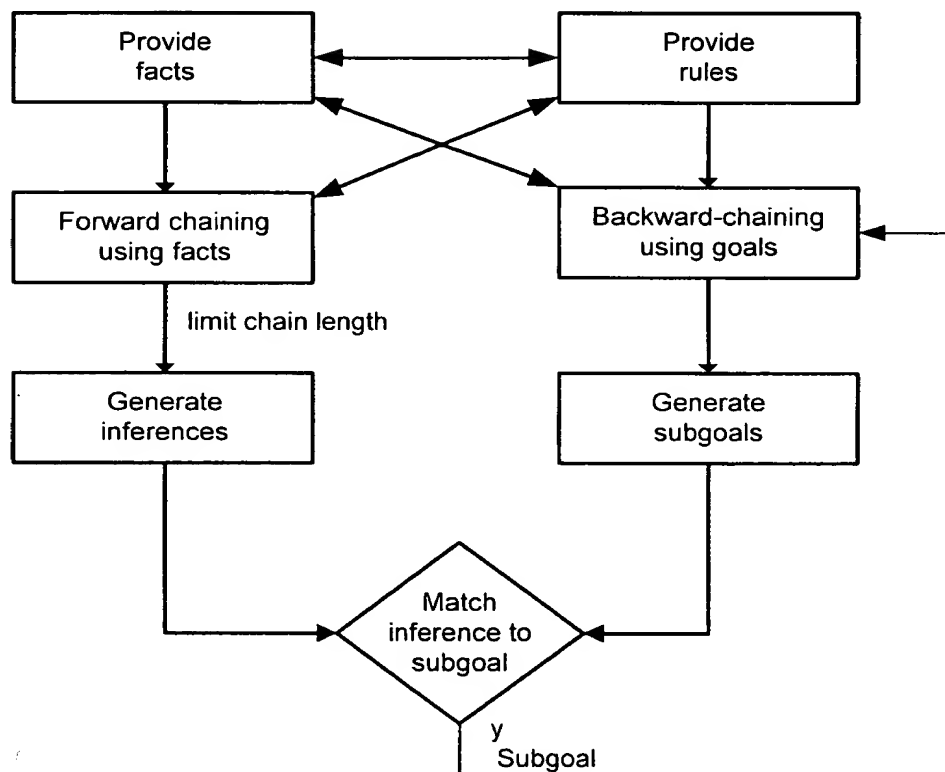 Provide
facts
Provide
rules
Forward chaining
using facts
Backward-chaining
using goals
limit chain length
Generate
inferences
Generate
subgoals
Match
inference to
subgoal
y
Subgoal